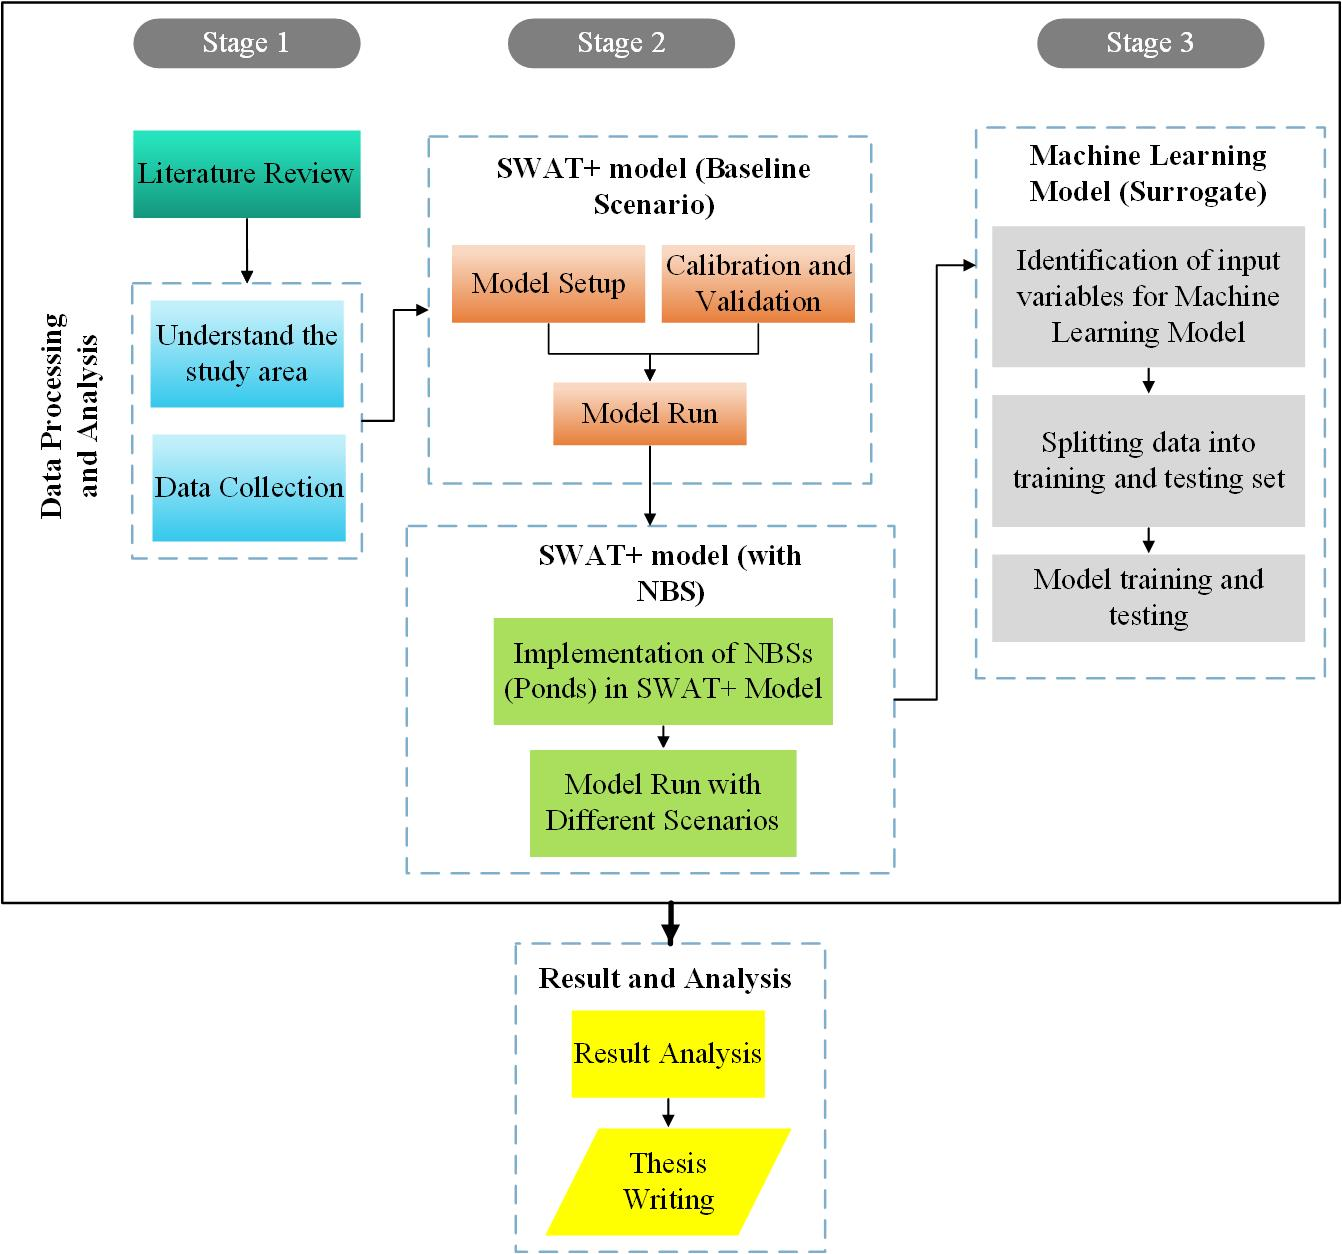 Stage 1
Stage 2
Stage 3
Data Processing
and Analysis
Literature Review
Understand the
study area
Data Collection
SWAT+ model (Baseline
Scenario)
Model Setup
Calibration and
Validation
Model Run
SWAT+ model (with
NBS)
Implementation of NBSs
(Ponds) in SWAT+ Model
Model Run with
Different Scenarios
Machine Learning
Model (Surrogate)
Identification of input
variables for Machine
Learning Model
Splitting data into
training and testing set
Model training and
testing
Result and Analysis
Result Analysis
Thesis
Writing